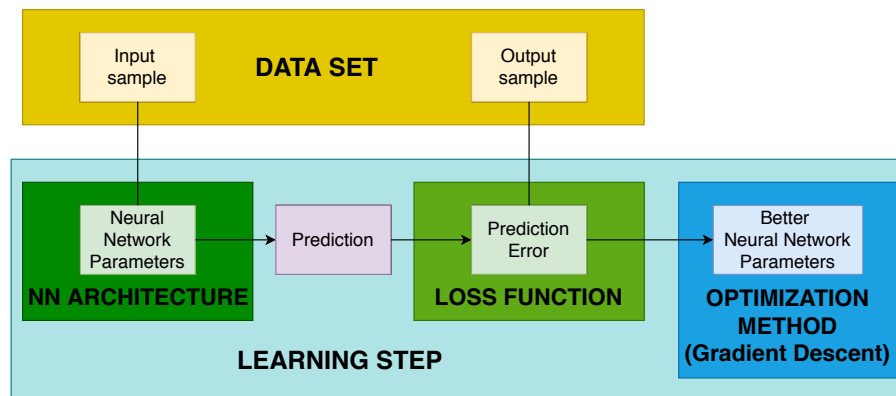 Input
sample
DATA SET
Output
sample
Neural
Network
Parameters
NN ARCHITECTURE
Prediction
Prediction
Error
LOSS FUNCTION
Better
Neural Network
Parameters
OPTIMIZATION
METHOD
(Gradient Descent)
LEARNING STEP